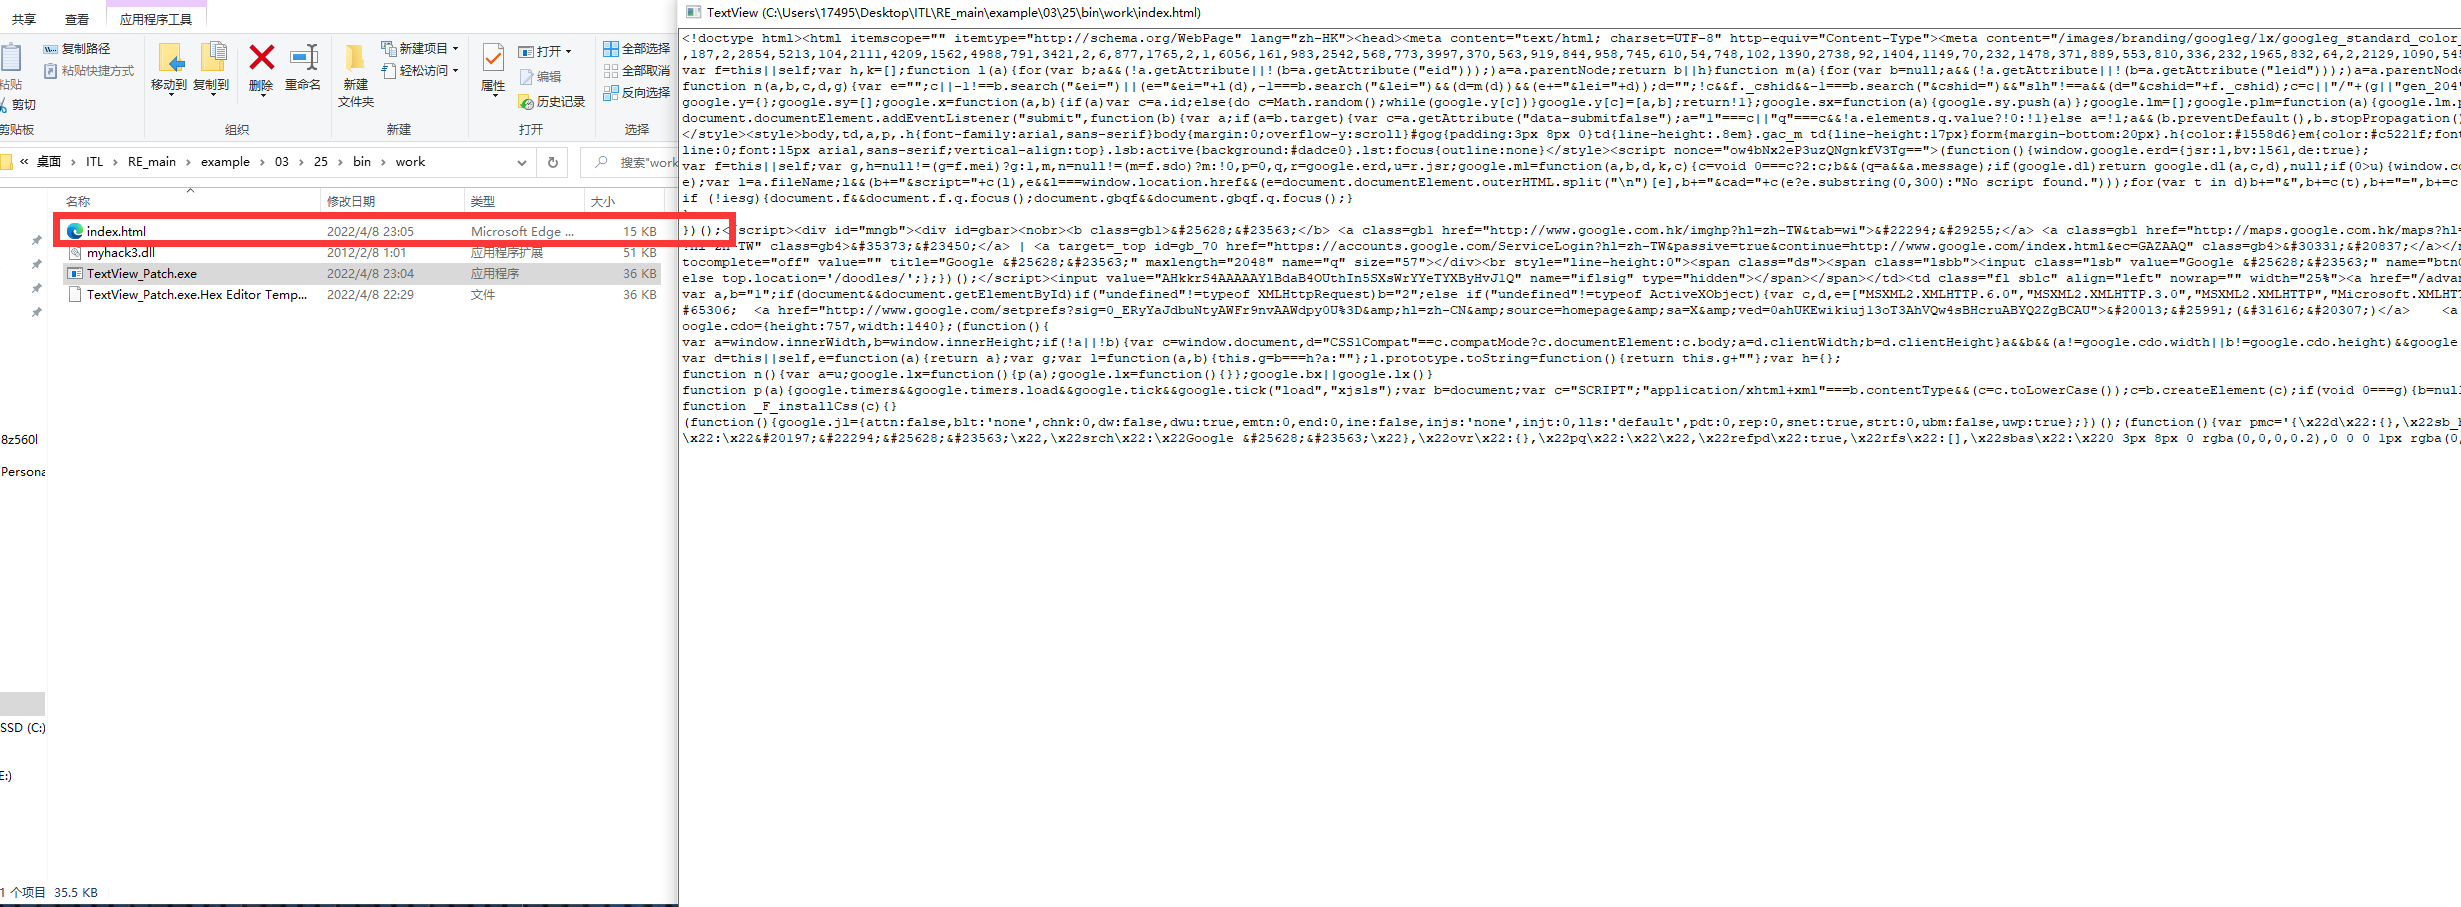 共享 查看 应用程序工具
粘贴
复制路径
粘贴快捷方式
剪切
剪贴板
移动到
复制到
删除
重命名
组织
新建
文件夹
新建项目
轻松访问
新建
属性
打开
编辑
历史记录
打开
全部选择
全部取消
反向选择
选择
« 桌面 › ITL › RE_main › example › 03 › 25 › bin › work
搜索"work
名称 修改日期 类型 大小
index.html 2022/4/8 23:05 Microsoft Edge ... 15 KB
myhack3.dll 2012/2/8 1:01 应用程序扩展 51 KB
TextView_Patch.exe 2022/4/8 23:04 应用程序 36 KB
TextView_Patch.exe.Hex Editor Temp... 2022/4/8 22:29 文件 36 KB
8z560l
Persona
SSD (C:)
E:)
1 个项目 35.5 KB
TextView (C:\Users\17495\Desktop\ITL\RE_main\example\03\25\bin\work\index.html)
<!doctype html><html itemscope="" itemtype="http://schema.org/WebPage" lang="zh-HK"><head><meta content="text/html; charset=UTF-8" http-equiv="Content-Type"><meta content="/images/branding/googleg/1x/googleg_standard_color_
,187,2,2854,5213,104,2111,4209,1562,4988,791,3421,2,6,877,1765,2,1,6056,161,983,2542,568,773,3997,370,563,919,844,958,745,610,54,748,102,1390,2738,92,1404,1149,70,232,1478,371,889,553,810,336,232,1965,832,64,2,2129,1090,545
var f=this||self;var h,k=[];function l(a){for(var b;a&&(!a.getAttribute||!(b=a.getAttribute("eid")));)a=a.parentNode;return b||h}function m(a){for(var b=null;a&&(!a.getAttribute||!(b=a.getAttribute("leid")));)a=a.parentNode
function n(a,b,c,d,g){var e="";c||-1!==b.search("&ei=")||(e="&ei="+l(d),-1===b.search("&lei=")&&(d=m(d))&&(e+="&lei="+d));d="";!c&&f._cshid&&-1===b.search("&cshid=")&&"slh"!==a&&(d="&cshid="+f._cshid);c=c||"/"+(g||"gen_204"
google.y={};google.sy=[];google.x=function(a,b){if(a)var c=a.id;else{do c=Math.random();while(google.y[c])}google.y[c]=[a,b];return!1};google.sx=function(a){google.sy.push(a)};google.lm=[];google.plm=function(a){google.lm.p
document.documentElement.addEventListener("submit",function(b){var a;if(a=b.target){var c=a.getAttribute("data-submitfalse");a="1"===c||"q"===c&&!a.elements.q.value?!0:!1}else a=!1;a&&(b.preventDefault(),b.stopPropagation()
</style><style>body,td,a,p,.h{font-family:arial,sans-serif}body{margin:0;overflow-y:scroll}#gog{padding:3px 8px 0}td{line-height:.8em}.gac_m td{line-height:17px}form{margin-bottom:20px}.h{color:#1558d6}em{color:#c5221f;font
line:0;font:15px arial,sans-serif;vertical-align:top}.lsb:active{background:#dadce0}.lst:focus{outline:none}</style><script nonce="ow4bNx2eP3uzQNgnkfV3Tg==">(function(){window.google.erd={jsr:1,bv:1561,de:true};
var f=this||self;var g,h=null!=(g=f.mei)?g:1,m,n=null!=(m=f.sdo)?m:!0,p=0,q,r=google.erd,u=r.jsr;google.ml=function(a,b,d,k,c){c=void 0===c?2:c;b&&(q=a&&a.message);if(google.dl)return google.dl(a,c,d),null;if(0>u){window.co
e);var l=a.fileName;l&&(b+="&script="+c(l),e&&l===window.location.href&&(e=document.documentElement.outerHTML.split("\n")[e],b+="&cad="+c(e?e.substring(0,300):"No script found.")));for(var t in d)b+="&",b+=c(t),b+="=",b+=c
if (!iesg){document.f&&document.f.q.focus();document.gbqf&&document.gbqf.q.focus();}
})();</script><div id="mngb"><div id=gbar><nobr><b class=gb1>&#25628;&#23563;</b> <a class=gb1 href="http://www.google.com.hk/imghp?hl=zh-TW&tab=wi">&#22294;&#29255;</a> <a class=gb1 href="http://maps.google.com.hk/maps?hl=
?hl=zh-TW" class=gb4>&#35373;&#23450;</a> | <a target=_top id=gb_70 href="https://accounts.google.com/ServiceLogin?hl=zh-TW&passive=true&continue=http://www.google.com/index.html&ec=GAZAAQ" class=gb4>&#30331;&#20837;</a></n
tocomplete="off" value="" title="Google &#25628;&#23563;" maxlength="2048" name="q" size="57"></div><br style="line-height:0"><span class="ds"><span class="lsbb"><input class="lsb" value="Google &#25628;&#23563;" name="btnG
else top.location='/doodles/';};})();</script><input value="AHkkrS4AAAAAYlBdaB4OUthIn5SXsWrYYeTYXByHvJlQ" name="iflsig" type="hidden"></span></span></td><td class="fl sblc" align="left" nowrap="" width="25%"><a href="/advan
var a,b="1";if(document&&document.getElementById)if("undefined"!=typeof XMLHttpRequest)b="2";else if("undefined"!=typeof ActiveXObject){var c,d,e=["MSXML2.XMLHTTP.6.0","MSXML2.XMLHTTP.3.0","MSXML2.XMLHTTP","Microsoft.XMLHTT
#65306; <a href="http://www.google.com/setprefs?sig=0_ERyYaJdbuNtyAWFr9nvAAWdpy0U%3D&amp;hl=zh-CN&amp;source=homepage&amp;sa=X&amp;ved=0ahUKEwikiuj13oT3AhVQw4sBHcruABYQ2ZgBCAU">&#20013;&#25991;(&#31616;&#20307;)</a> <a
oogle.cdo={height:757,width:1440};(function(){
var a=window.innerWidth,b=window.innerHeight;if(!a||!b){var c=window.document,d="CSS1Compat"==c.compatMode?c.documentElement:c.body;a=d.clientWidth;b=d.clientHeight}a&&b&&(a!=google.cdo.width||b!=google.cdo.height)&&google
var d=this||self,e=function(a){return a};var g;var l=function(a,b){this.g=b===h?a:""};l.prototype.toString=function(){return this.g+""};var h={};
function n(){var a=u;google.lx=function(){p(a);google.lx=function(){}};google.bx||google.lx()}
function p(a){google.timers&&google.timers.load&&google.tick&&google.tick("load","xjsls");var b=document;var c="SCRIPT";"application/xhtml+xml"===b.contentType&&(c=c.toLowerCase());c=b.createElement(c);if(void 0===g){b=null
function _F_installCss(c){}
(function(){google.jl={attn:false,blt:'none',chnk:0,dw:false,dwu:true,emtn:0,end:0,ine:false,injs:'none',injt:0,lls:'default',pdt:0,rep:0,snet:true,strt:0,ubm:false,uwp:true};})();(function(){var pmc='{\x22d\x22:{},\x22sb_h
\x22:\x22&#20197;&#22294;&#25628;&#23563;\x22,\x22srch\x22:\x22Google &#25628;&#23563;\x22},\x22ovr\x22:{},\x22pq\x22:\x22\x22,\x22refpd\x22:true,\x22rfs\x22:[],\x22sbas\x22:\x220 3px 8px 0 rgba(0,0,0,0.2),0 0 0 1px rgba(0,